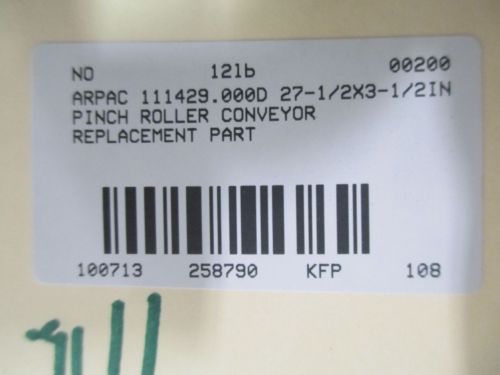 NO 12lb 00200
ARPAC 111429.000D 27-1/2X3-1/2IN
PINCH ROLLER CONVEYOR
REPLACEMENT PART
100713 258790 KFP 108